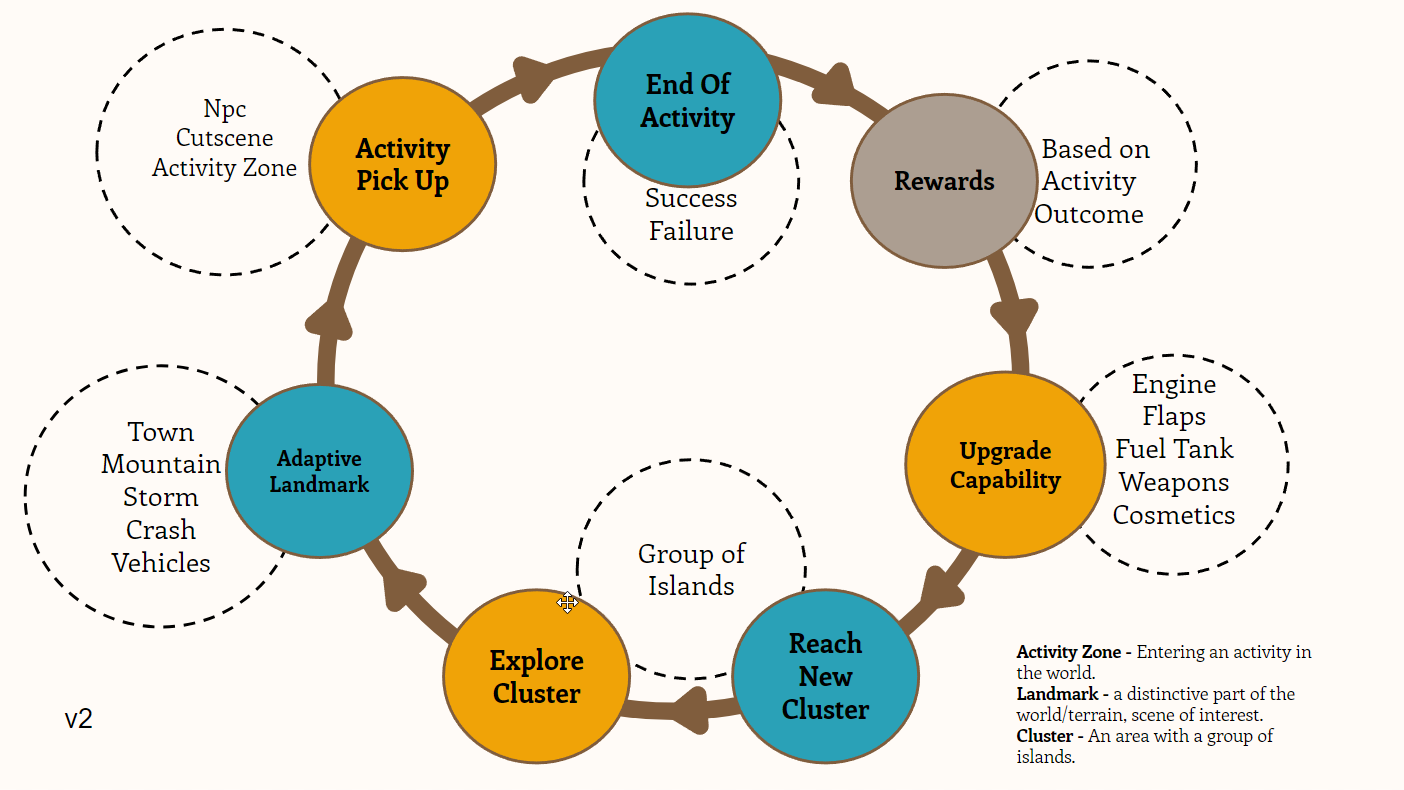 Npc
Cutscene
Activity Zone
Activity
Pick Up
End Of
Activity
Success
Failure
Rewards
Based on
Activity
Outcome
Town
Mountain
Storm
Crash
Vehicles
Adaptive
Landmark
Upgrade
Capability
Engine
Flaps
Fuel Tank
Weapons
Cosmetics
Group of
Islands
Explore
Cluster
Reach
New
Cluster
Activity Zone - Entering an activity in
the world.
Landmark - a distinctive part of the
world/terrain, scene of interest.
Cluster - An area with a group of
islands.
v2